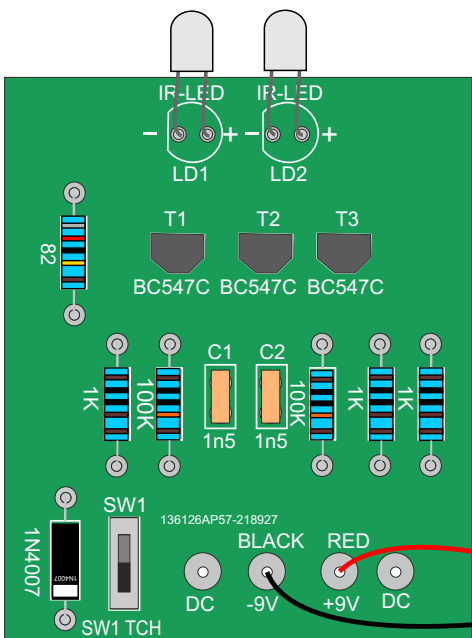 IR-LED IR-LED
- + - +
LD1 LD2
T1 T2 T3
BC547C BC547C BC547C
82
C1 C2
1K 100K 100K 1K 1K
1n5 1n5
SW1
136126AP57-218927
1N4007
1N4007
BLACK RED
DC -9V +9V DC
SW1 TCH